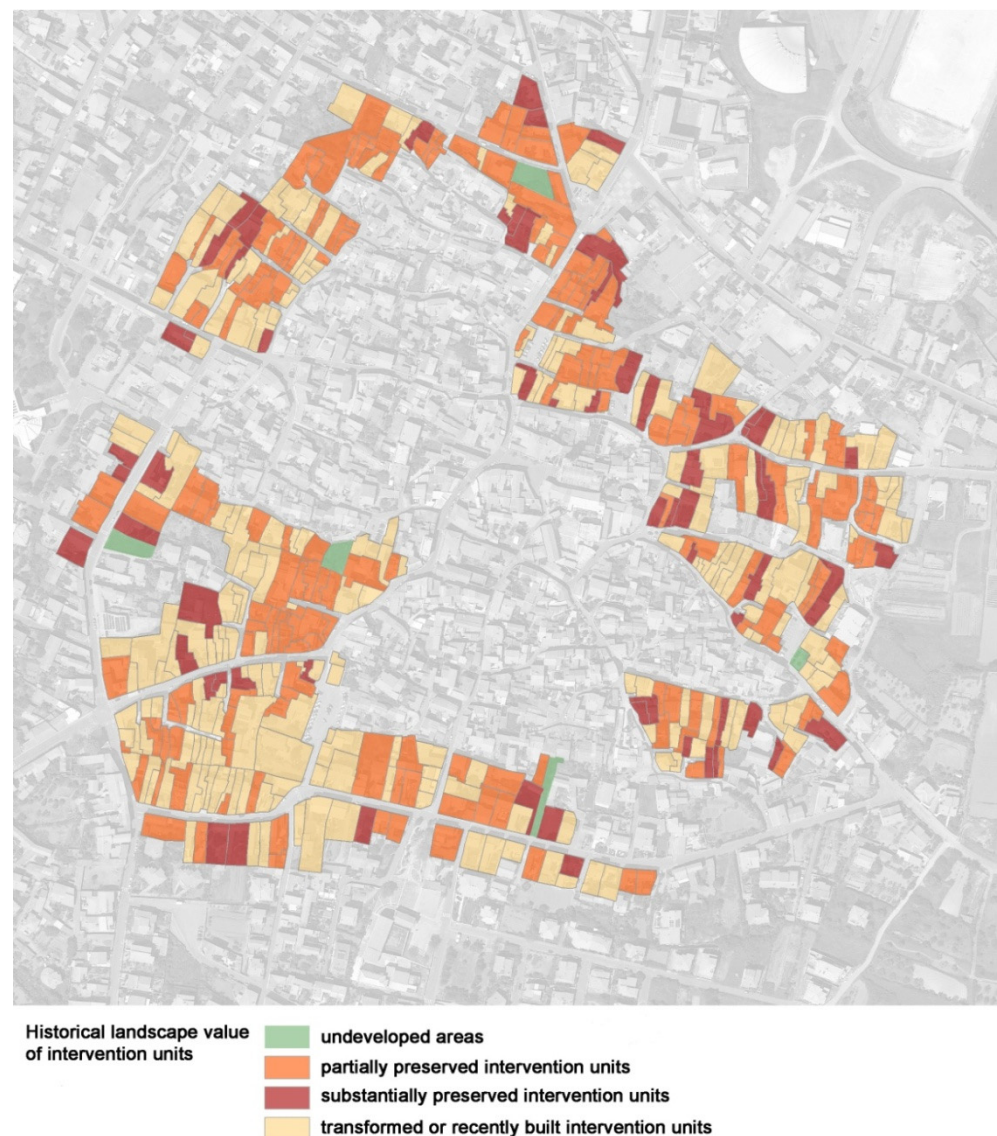 Historical landscape value
of intervention units
undeveloped areas
partially preserved intervention units
substantially preserved intervention units
transformed or recently built intervention units